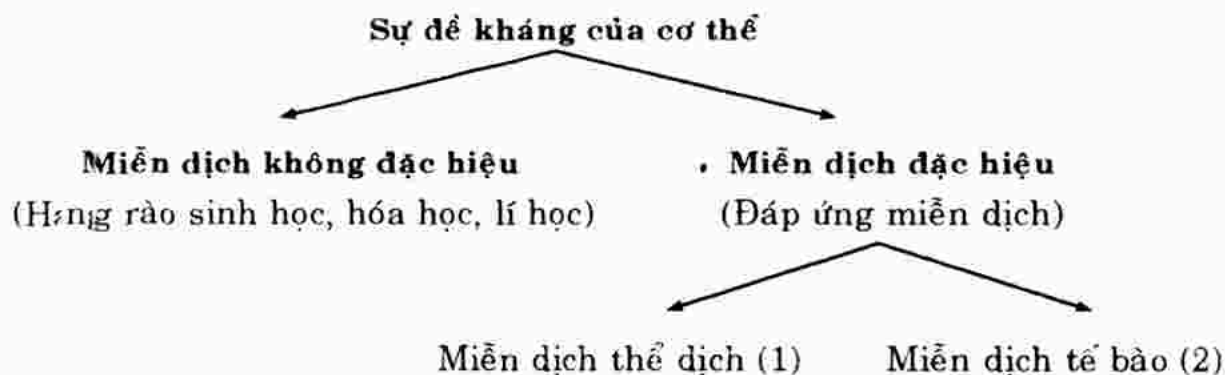 Sự đề kháng của cơ thể
Miễn dịch không đặc hiệu Miễn dịch đặc hiệu
(Hàng rào sinh học, hóa học, lí học) (Đáp ứng miễn dịch)
Miễn dịch thể dịch (1) Miễn dịch tế bào (2)